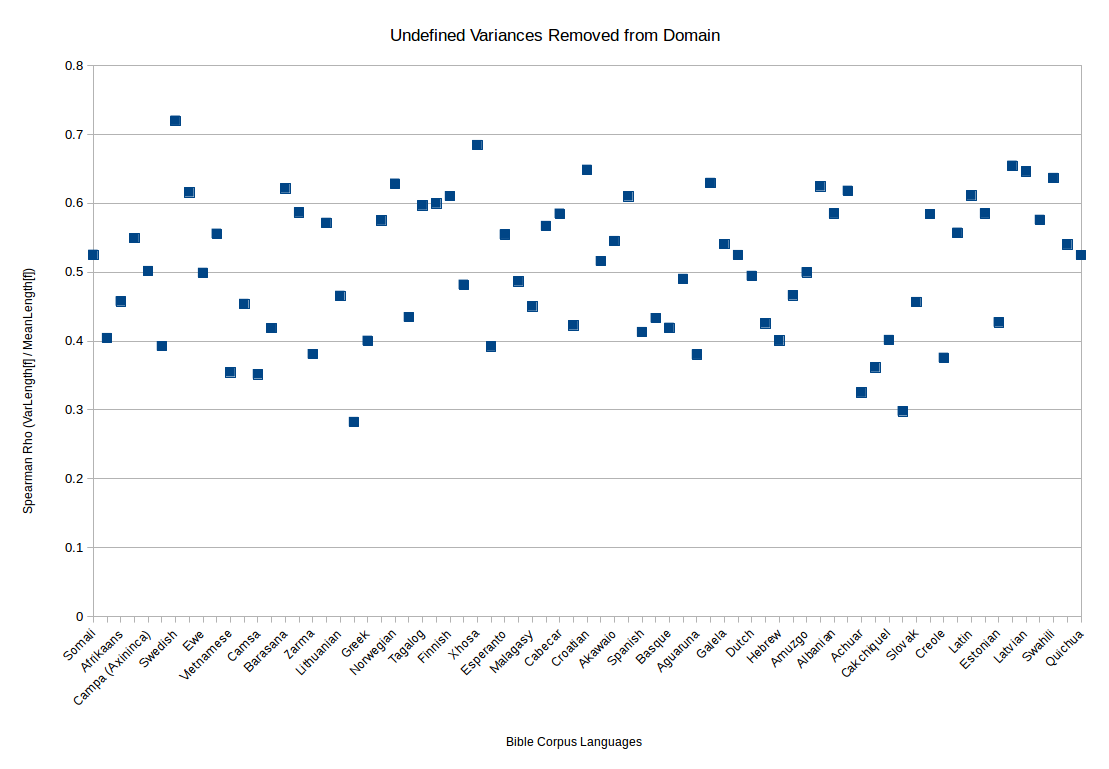 Undefined Variances Removed from Domain
Spearman Rho (VarLength[f] / MeanLength[f])
0.8
0.7
0.6
0.5
0.4
0.3
0.2
0.1
0
Somali
Afrikaans
Campa (Axininca)
Swedish
Ewe
Vietnamese
Camsa
Barasana
Zarma
Lithuanian
Greek
Norwegian
Tagalog
Finnish
Xhosa
Esperanto
Malagasy
Cabecar
Croatian
Akawaio
Spanish
Basque
Aguaruna
Galela
Dutch
Hebrew
Amuzgo
Albanian
Achuar
Cakchiquel
Slovak
Creole
Latin
Estonian
Latvian
Swahili
Quichua
Bible Corpus Languages